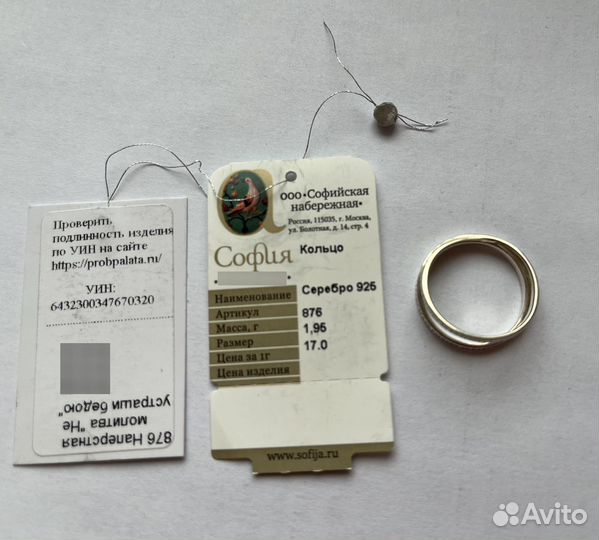 Проверить
подлинность изделия
по УИН на сайте
https://probpalata.ru/
УИН:
6432300347670320
876 Наперстная
молитва "Не
устраши бедою"
ООО «Софийская
набережная»
Россия, 115035, г. Москва,
ул. Болотная, д. 14, стр. 4
София
Кольцо
Наименование Серебро 925
Артикул 876
Масса, г 1,95
Размер 17.0
Цена за 1г
Цена изделия
www.sofija.ru
Avito